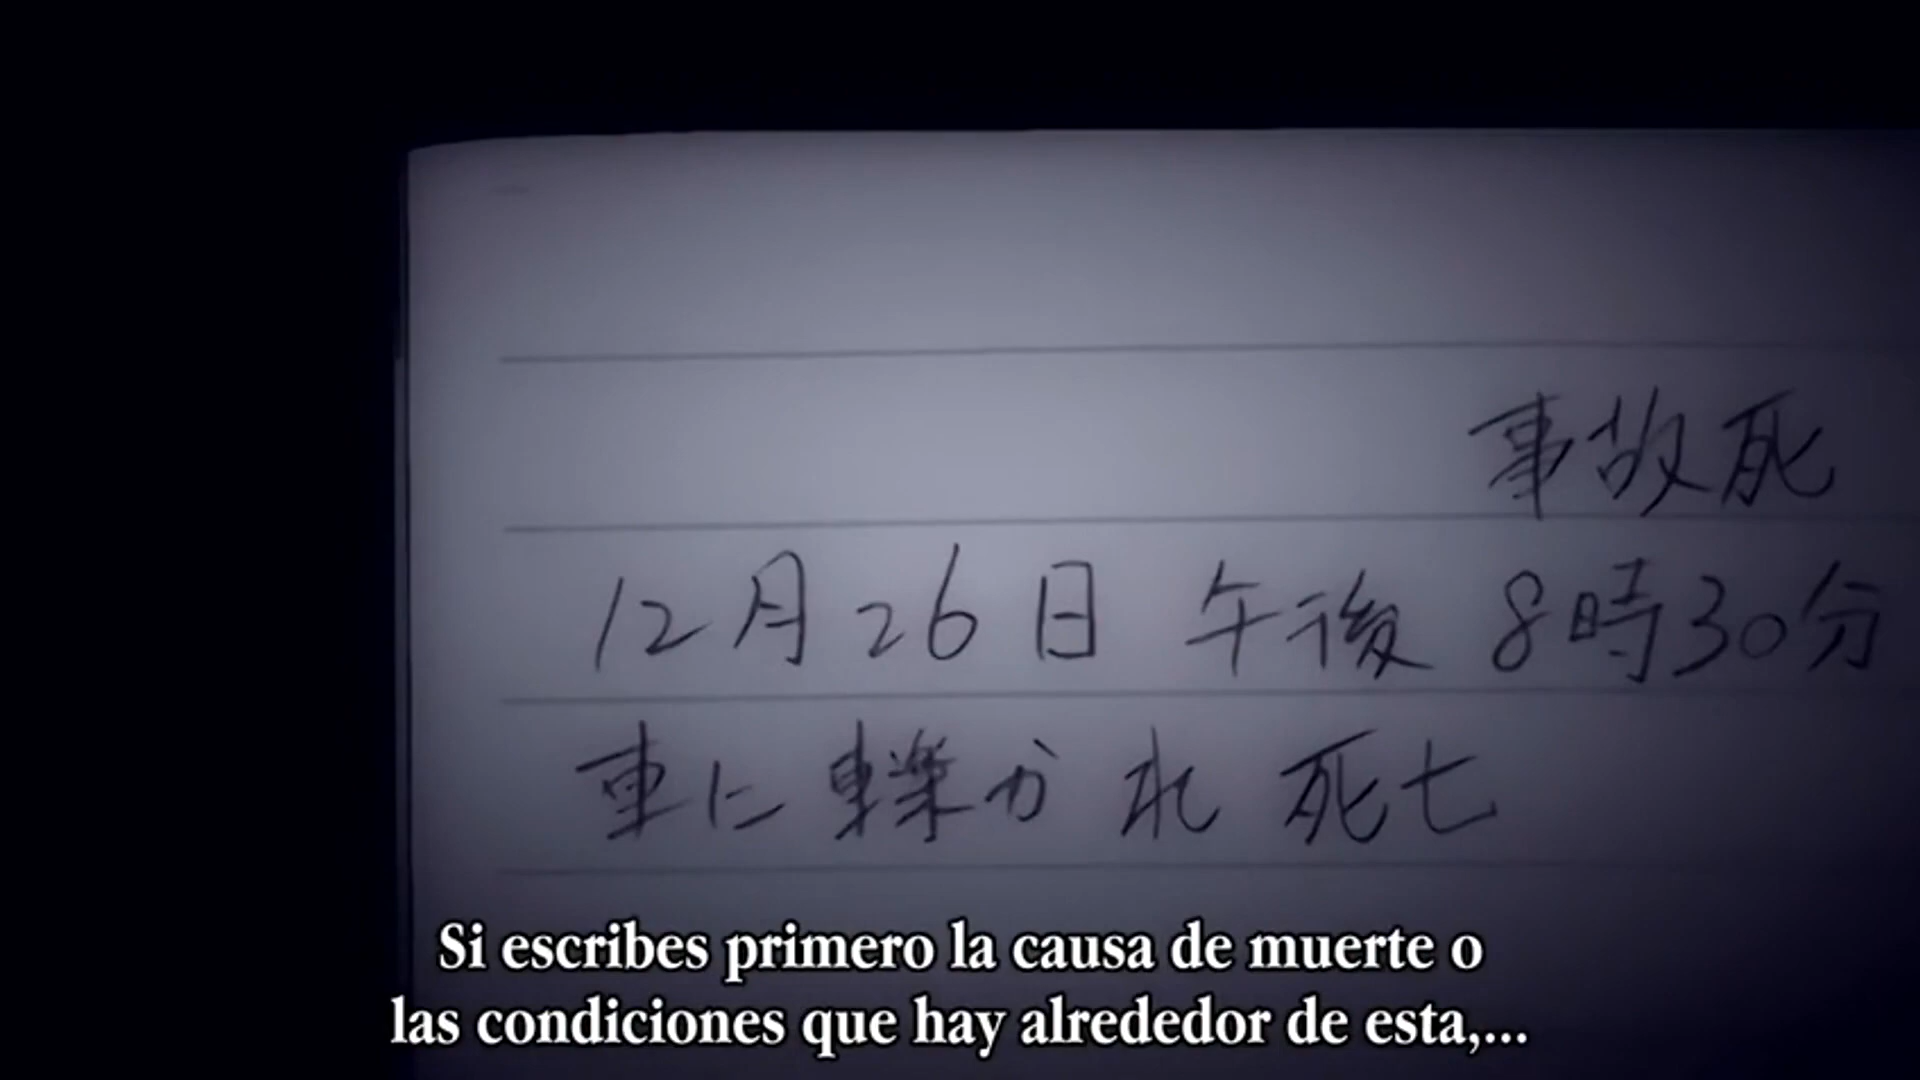 事故死
12月26日 午後 8時30分
車に轢かれ 死亡
Si escribes primero la causa de muerte o
las condiciones que hay alrededor de esta,...